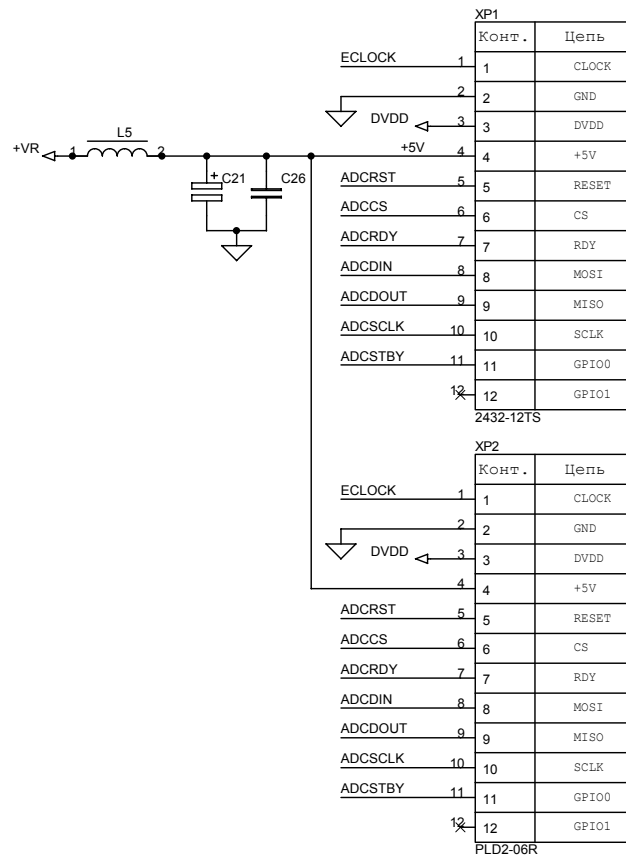 XP1
Конт. Цепь
ECLOCK 1 1 CLOCK
2 2 GND
DVDD 3 3 DVDD
+VR 1 L5 2 +5V 4 4 +5V
+ C21 C26
ADCRST 5 5 RESET
ADCCS 6 6 CS
ADCRDY 7 7 RDY
ADCDIN 8 8 MOSI
ADCDOUT 9 9 MISO
ADCSCLK 10 10 SCLK
ADCSTBY 11 11 GPIO0
12 12 GPIO1
2432-12TS
XP2
Конт. Цепь
ECLOCK 1 1 CLOCK
2 2 GND
DVDD 3 3 DVDD
4 4 +5V
ADCRST 5 5 RESET
ADCCS 6 6 CS
ADCRDY 7 7 RDY
ADCDIN 8 8 MOSI
ADCDOUT 9 9 MISO
ADCSCLK 10 10 SCLK
ADCSTBY 11 11 GPIO0
12 12 GPIO1
PLD2-06R